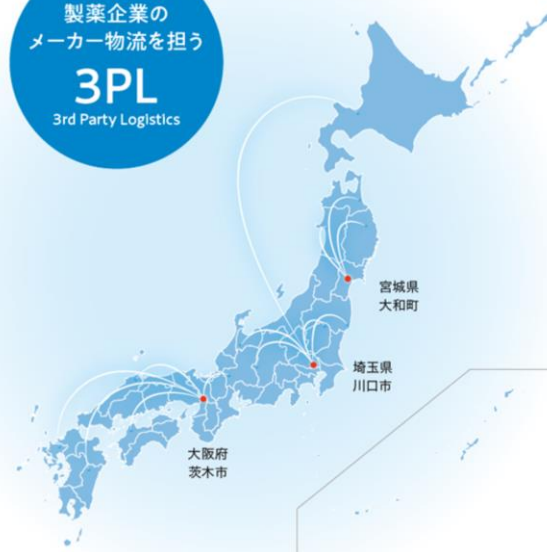 製薬企業の
メーカー物流を担う
3PL
3rd Party Logistics
宮城県
大和町
埼玉県
川口市
大阪府
茨木市